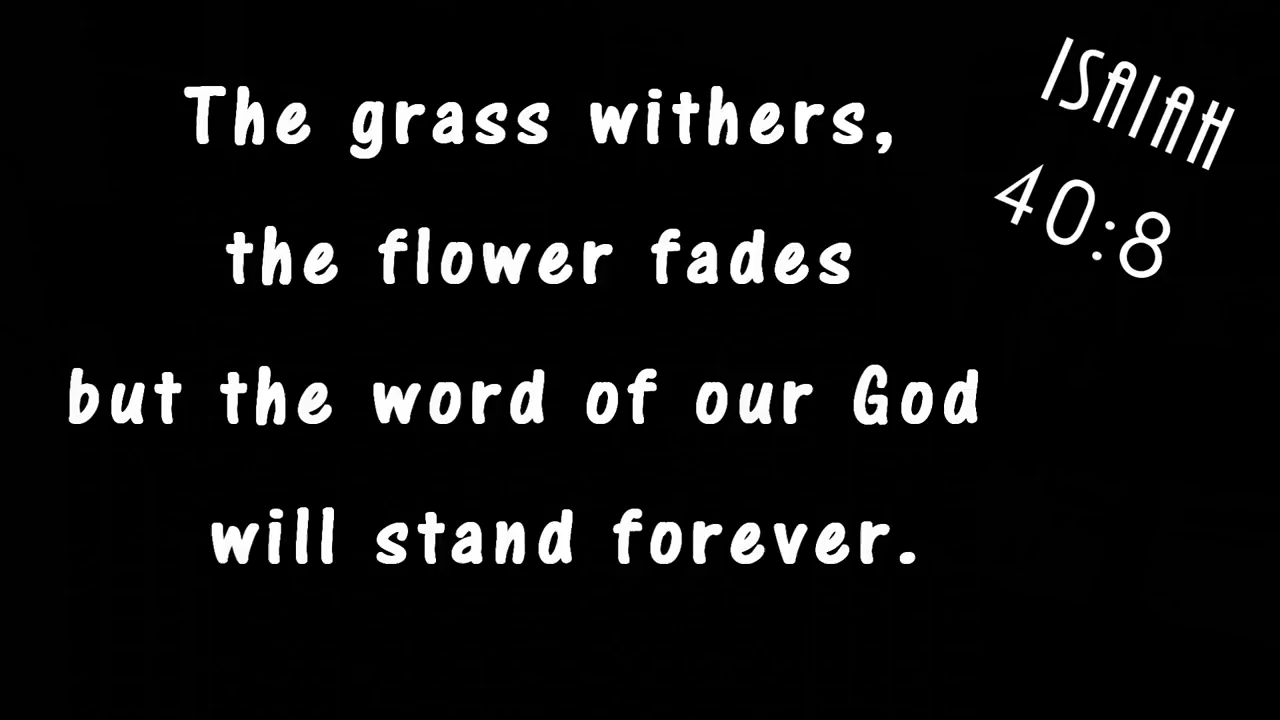 The grass withers,
the flower fades
but the word of our God
will stand forever.
ISAIAH
40:8